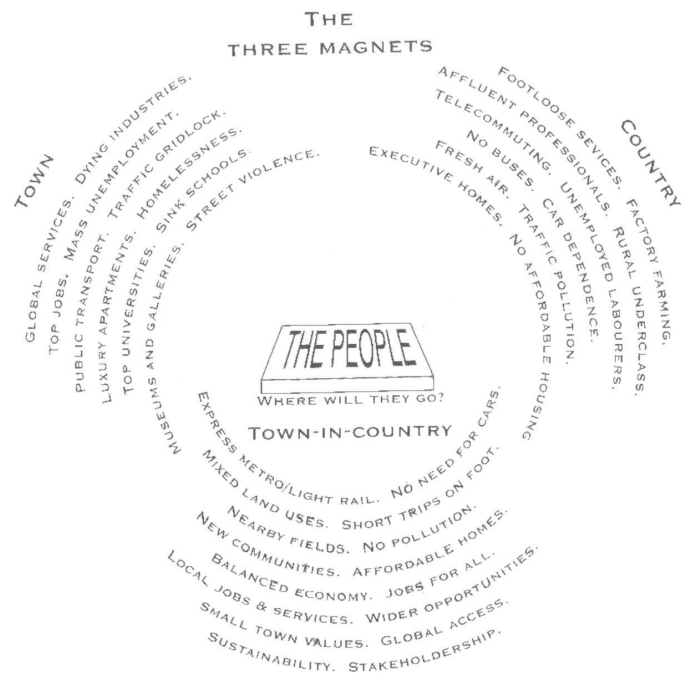 THE
THREE MAGNETS
TOWN
GLOBAL SERVICES. DYING INDUSTRIES.
TOP JOBS. MASS UNEMPLOYMENT.
PUBLIC TRANSPORT. TRAFFIC GRIDLOCK.
LUXURY APARTMENTS. HOMELESSNESS.
TOP UNIVERSITIES. SINK SCHOOLS.
MUSEUMS AND GALLERIES. STREET VIOLENCE.
COUNTRY
FOOTLOOSE SEVICES. FACTORY FARMING.
AFFLUENT PROFESSIONALS. RURAL UNDERCLASS.
TELECOMMUTING. UNEMPLOYED LABOURERS.
NO BUSES. CAR DEPENDENCE.
FRESH AIR. TRAFFIC POLLUTION.
EXECUTIVE HOMES. NO AFFORDABLE HOUSING
THE PEOPLE
WHERE WILL THEY GO?
TOWN-IN-COUNTRY
EXPRESS METRO/LIGHT RAIL. NO NEED FOR CARS.
MIXED LAND USES. SHORT TRIPS ON FOOT.
NEARBY FIELDS. NO POLLUTION.
NEW COMMUNITIES. AFFORDABLE HOMES.
BALANCED ECONOMY. JOBS FOR ALL.
LOCAL JOBS & SERVICES. WIDER OPPORTUNITIES.
SMALL TOWN VALUES. GLOBAL ACCESS.
SUSTAINABILITY. STAKEHOLDERSHIP.